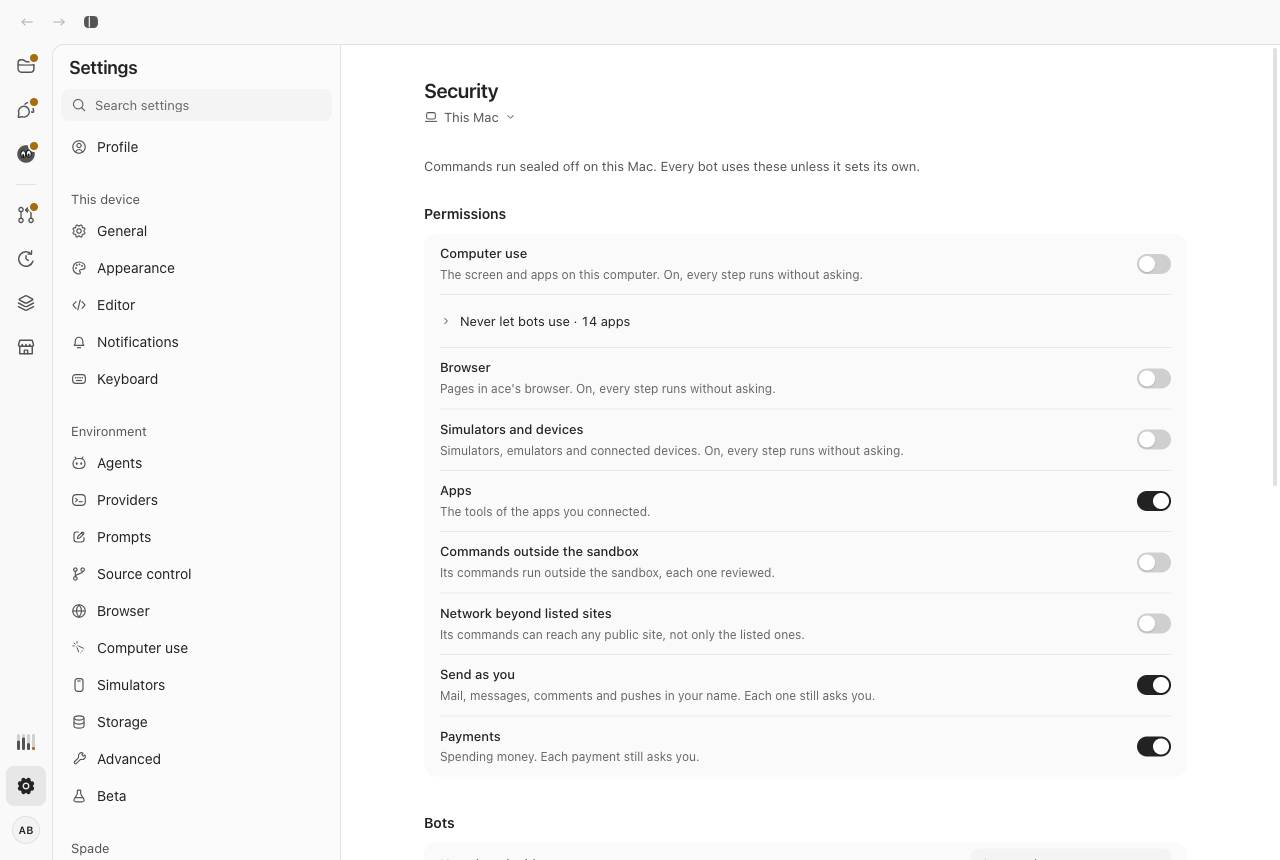 Settings
Search settings
Profile
This device
General
Appearance
Editor
Notifications
Keyboard
Environment
Agents
Providers
Prompts
Source control
Browser
Computer use
Simulators
Storage
Advanced
Beta
Spade
AB
Security
This Mac
Commands run sealed off on this Mac. Every bot uses these unless it sets its own.
Permissions
Computer use
The screen and apps on this computer. On, every step runs without asking.
Never let bots use · 14 apps
Browser
Pages in ace's browser. On, every step runs without asking.
Simulators and devices
Simulators, emulators and connected devices. On, every step runs without asking.
Apps
The tools of the apps you connected.
Commands outside the sandbox
Its commands run outside the sandbox, each one reviewed.
Network beyond listed sites
Its commands can reach any public site, not only the listed ones.
Send as you
Mail, messages, comments and pushes in your name. Each one still asks you.
Payments
Spending money. Each payment still asks you.
Bots